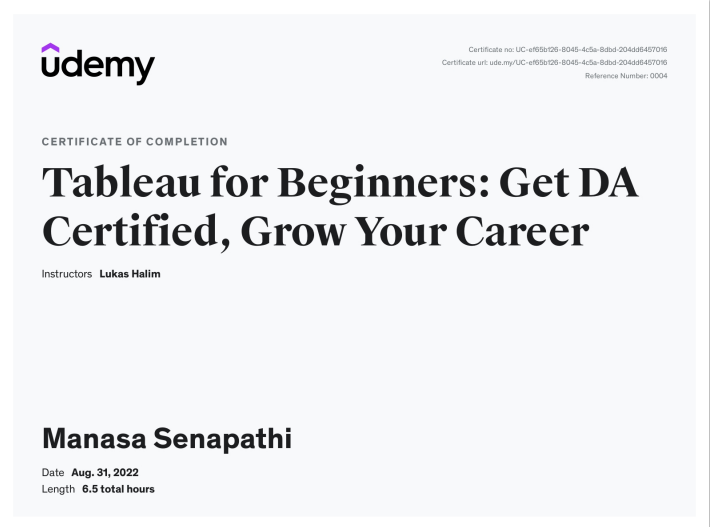 udemy
Certificate no: UC-ef65b126-8045-4c5a-8dbd-204dd6457016
Certificate url: ude.my/UC-ef65b126-8045-4c5a-8dbd-204dd6457016
Reference Number: 0004
CERTIFICATE OF COMPLETION
Tableau for Beginners: Get DA
Certified, Grow Your Career
Instructors Lukas Halim
Manasa Senapathi
Date Aug. 31, 2022
Length 6.5 total hours